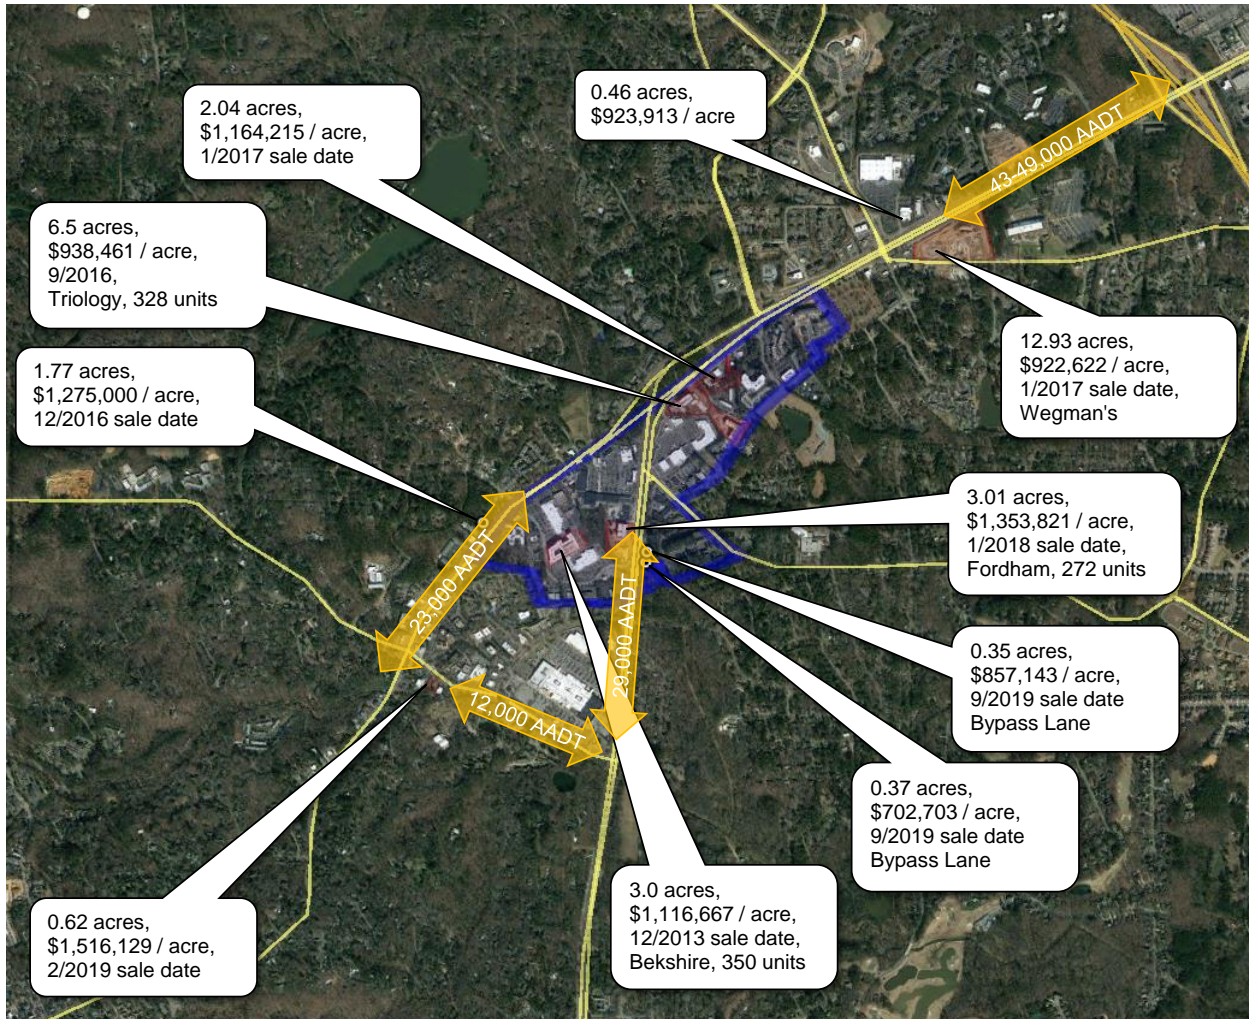 2.04 acres,
$1,164,215 / acre,
1/2017 sale date
0.46 acres,
$923,913 / acre
43-49,000 AADT
6.5 acres,
$938,461 / acre,
9/2016,
Triology, 328 units
12.93 acres,
$922,622 / acre,
1/2017 sale date,
Wegman's
1.77 acres,
$1,275,000 / acre,
12/2016 sale date
3.01 acres,
$1,353,821 / acre,
1/2018 sale date,
Fordham, 272 units
23,000 AADT
29,000 AADT
12,000 AADT
0.35 acres,
$857,143 / acre,
9/2019 sale date
Bypass Lane
0.37 acres,
$702,703 / acre,
9/2019 sale date
Bypass Lane
3.0 acres,
$1,116,667 / acre,
12/2013 sale date,
Bekshire, 350 units
0.62 acres,
$1,516,129 / acre,
2/2019 sale date